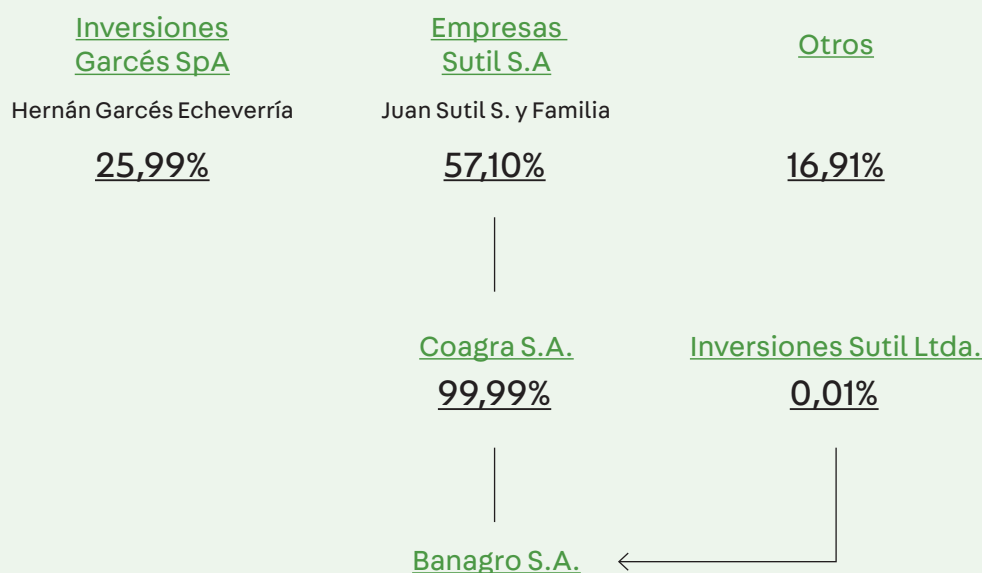 Inversiones
Garcés SpA
Hernán Garcés Echeverría
25,99%
Empresas
Sutil S.A
Juan Sutil S. y Familia
57,10%
Otros
16,91%
Coagra S.A.
99,99%
Inversiones Sutil Ltda.
0,01%
Banagro S.A.